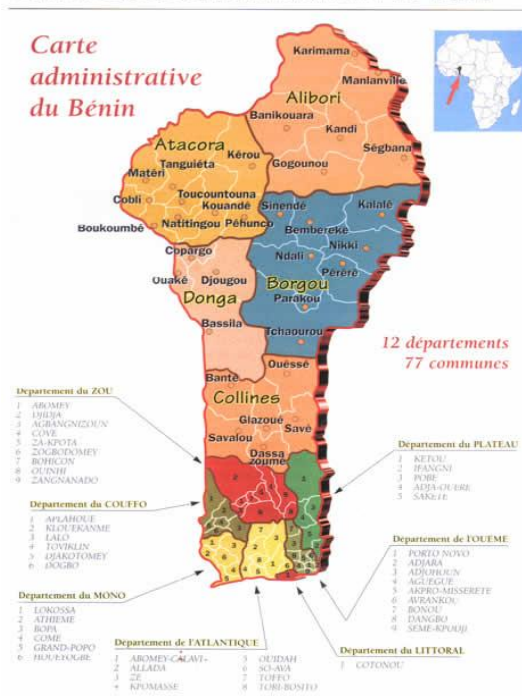 Carte
administrative
du Bénin
Karimama
Manlanville
Alibori
Banikouara
Kandi
Ségbana
Gogounou
Atacora
Kérou
Tanguiéta
Matéri
Toucountouna
Cobli
Kouandé
Natitingou
Péhunco
Boukoumbé
Sinendé
Kalalé
Bembereke
Nikki
Ndali
Pérérè
Borgou
Parakou
Tchaourou
Copargo
Ouaké
Djougou
Donga
Bassila
12 départements
77 communes
Ouèssé
Bantè
Collines
Glazoué
Savè
Savalou
Dassa
zoumé
Département du ZOU
1 ABOMEY
2 DJIDJA
3 AGBANGNIZOUN
4 COVE
5 ZA-KPOTA
6 ZOGBODOMEY
7 BOHICON
8 OUINHI
9 ZANGNANADO
Département du PLATEAU
1 KETOU
2 IFANGNI
3 POBE
4 ADJA-OUERE
5 SAKETE
Département du COUFFO
1 APLAHOUE
2 KLOUEKANME
3 LALO
4 TOVIKLIN
5 DJAKOTOMEY
6 DOGBO
Département de l'OUEME
1 PORTO NOVO
2 ADJARA
3 ADJOHOUN
4 AGUEGUE
5 AKPRO-MISSERETE
6 AVRANKOU
7 BONOU
8 DANGBO
9 SEME-KPODJI
Département du MONO
1 LOKOSSA
2 ATHIEME
3 BOPA
4 COME
5 GRAND-POPO
6 HOUEYOGBE
Département de l'ATLANTIQUE
1 ABOMEY-CALAVI
2 ALLADA
3 ZE
4 KPOMASSE
5 OUIDAH
6 SO-AVA
7 TOFFO
8 TORI-BOSITO
Département du LITTORAL
1 COTONOU